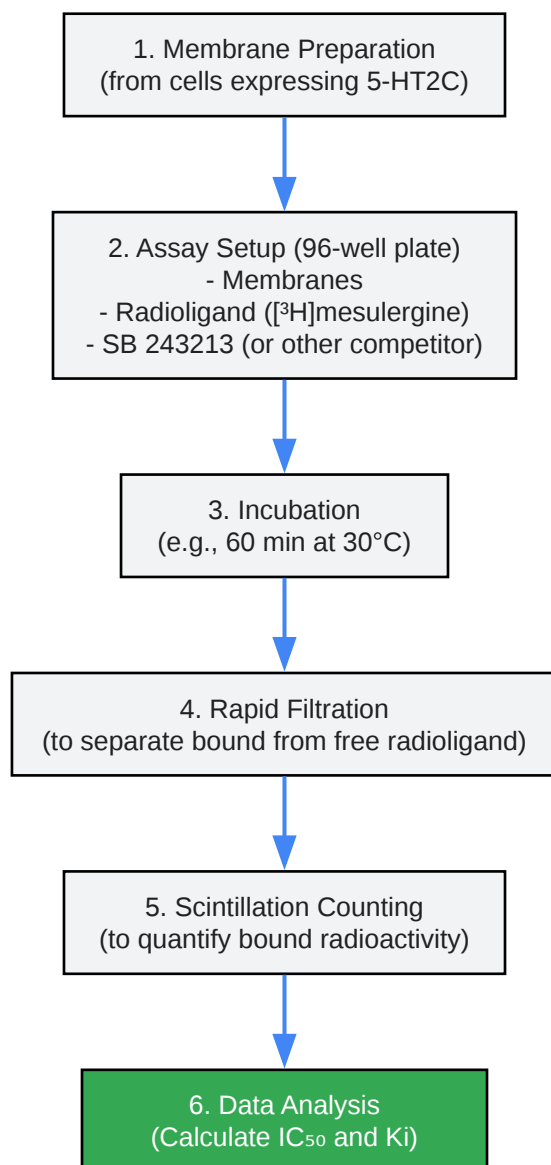 1. Membrane Preparation
(from cells expressing 5-HT2C)
2. Assay Setup (96-well plate)
- Membranes
- Radioligand ([³H]mesulergine)
- SB 243213 (or other competitor)
3. Incubation
(e.g., 60 min at 30°C)
4. Rapid Filtration
(to separate bound from free radioligand)
5. Scintillation Counting
(to quantify bound radioactivity)
6. Data Analysis
(Calculate IC₅₀ and Ki)